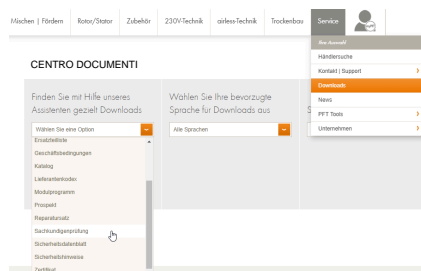 Mischen | Fördern Rotor/Stator Zubehör 230V-Technik airless-Technik Trockenbau Service
Ihre Auswahl
Händlersuche
Kontakt | Support
Downloads
News
PFT Tools
Unternehmen
CENTRO DOCUMENTI
Finden Sie mit Hilfe unseres
Assistenten gezielt Downloads
Wählen Sie eine Option
Ersatzteilliste
Geschäftsbedingungen
Katalog
Lieferantenkodex
Modulprogramm
Prospekt
Reparatursatz
Sachkundigenprüfung
Sicherheitsdatenblatt
Sicherheitshinweise
Zertifikat
Wählen Sie Ihre bevorzugte
Sprache für Downloads aus
Alle Sprachen
S